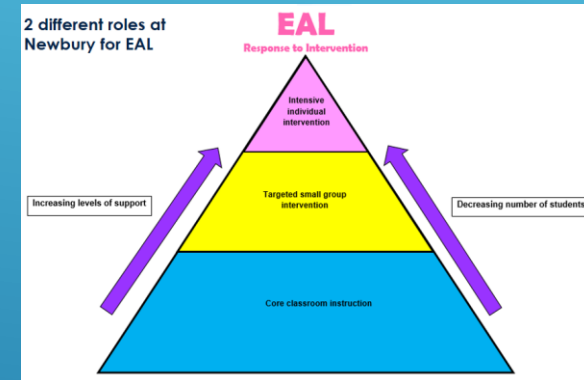 2 different roles at
Newbury for EAL
EAL
Response to Intervention
Intensive
individual
intervention
Increasing levels of support
Targeted small group
intervention
Decreasing number of students
Core classroom instruction